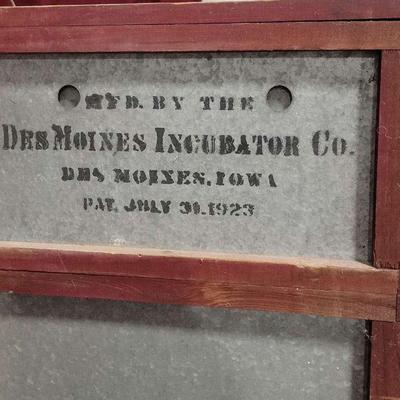 MFD. BY THE
DES MOINES INCUBATOR CO.
DES MOINES, IOWA
PAT. JULY 31. 1923